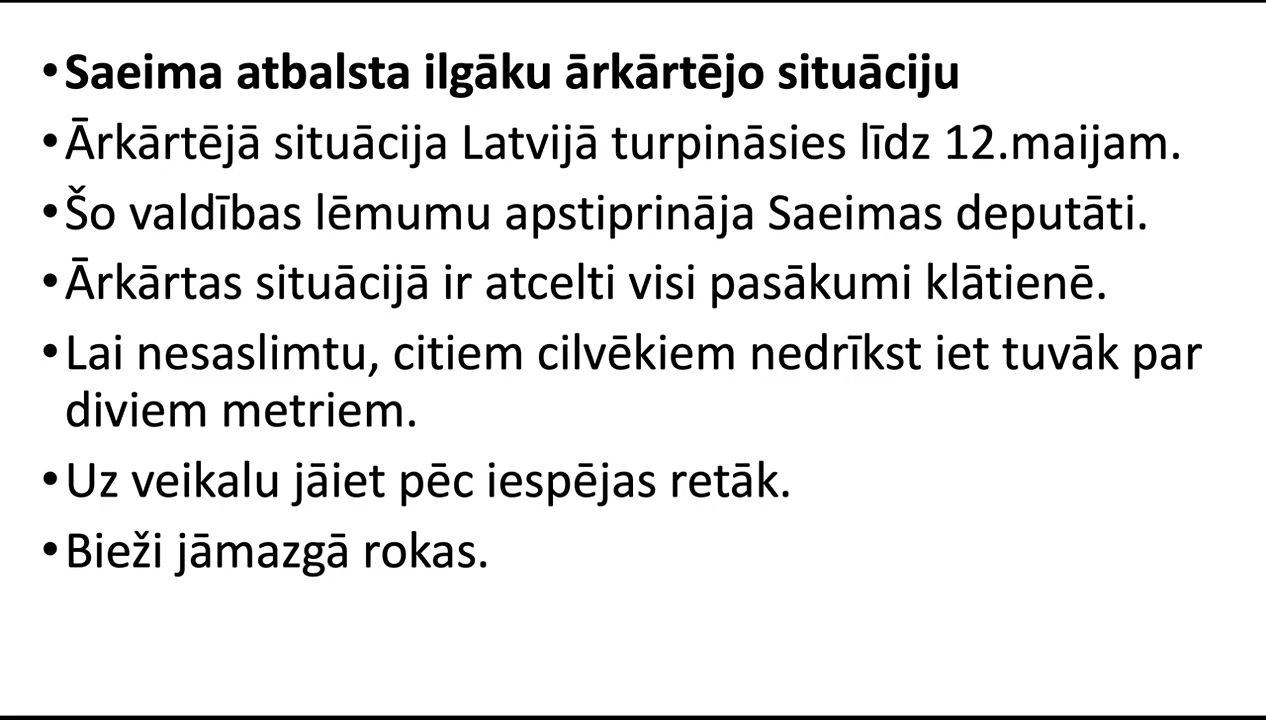 •Saeima atbalsta ilgāku ārkārtējo situāciju
•Ārkārtējā situācija Latvijā turpināsies līdz 12.maijam.
•Šo valdības lēmumu apstiprināja Saeimas deputāti.
•Ārkārtas situācijā ir atcelti visi pasākumi klātienē.
•Lai nesaslimtu, citiem cilvēkiem nedrīkst iet tuvāk par
diviem metriem.
•Uz veikalu jāiet pēc iespējas retāk.
•Bieži jāmazgā rokas.